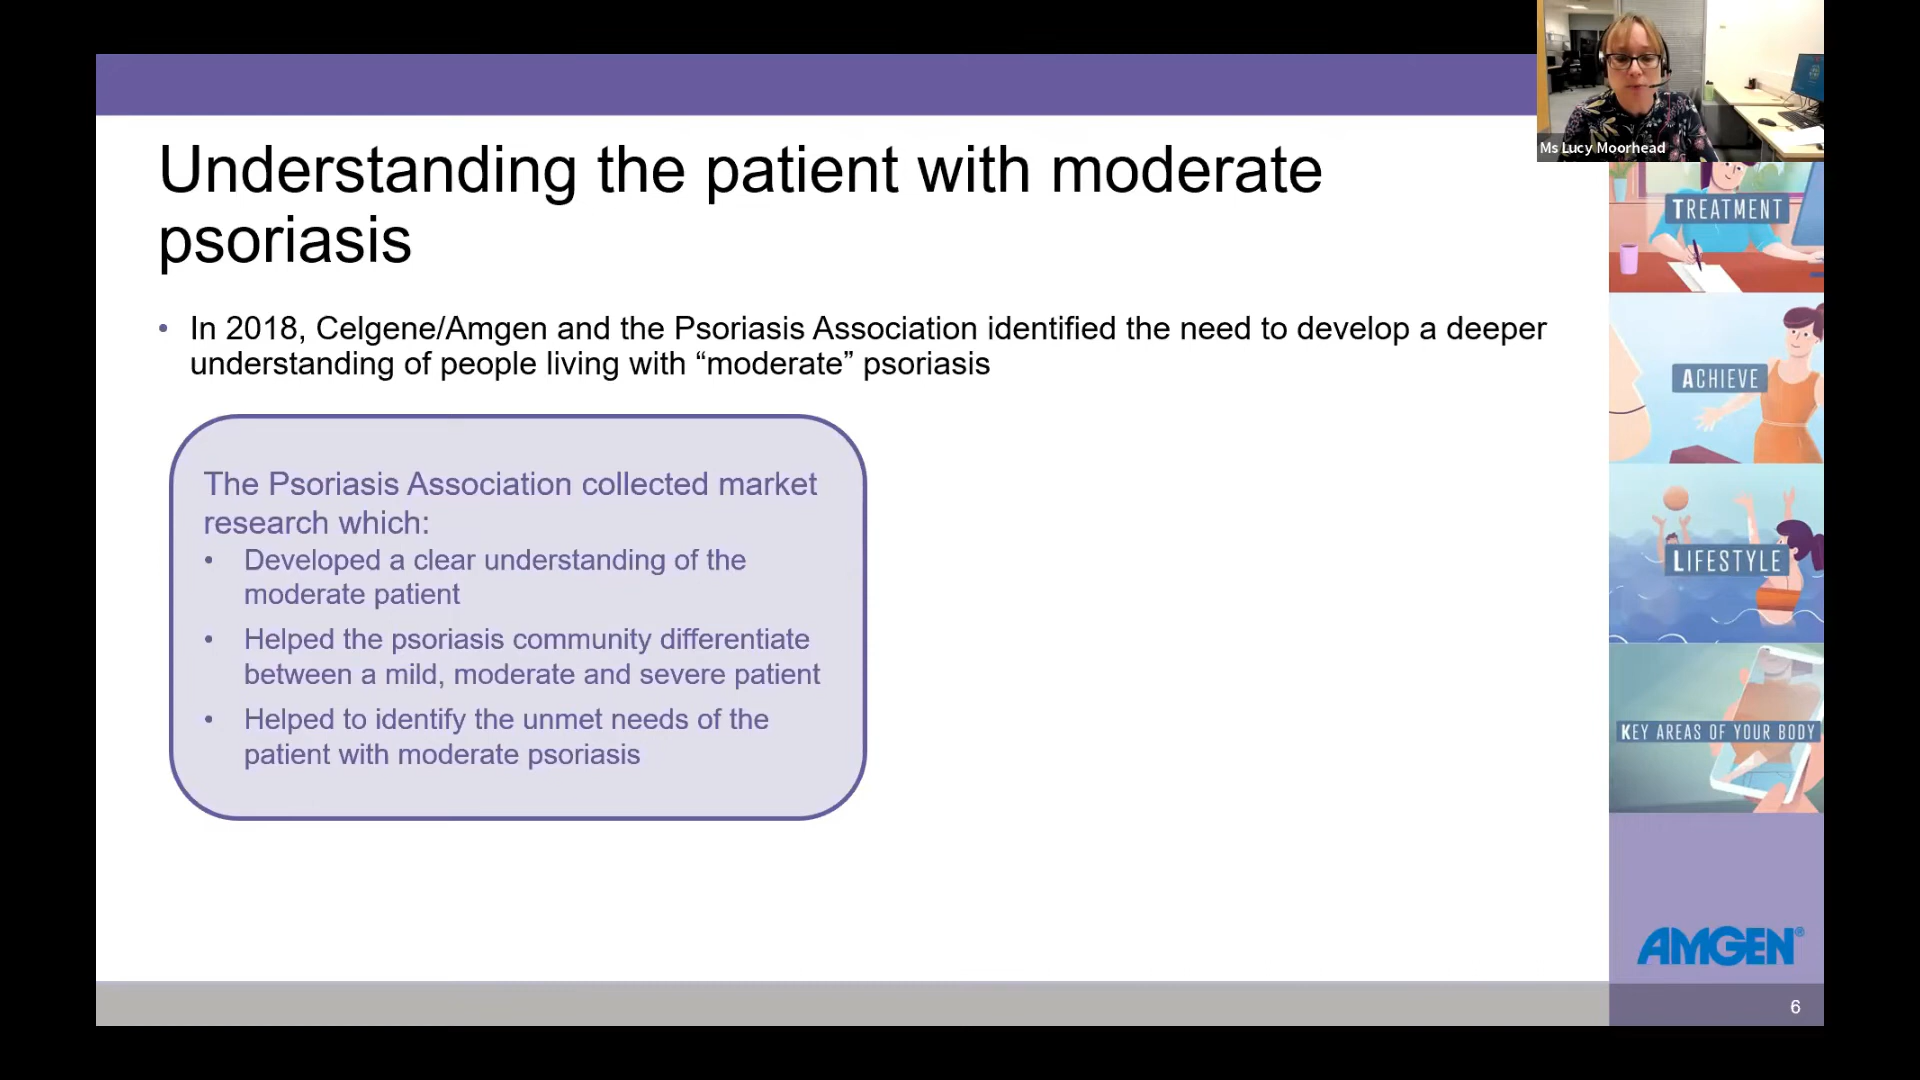 Ms Lucy Moorhead
Understanding the patient with moderate
psoriasis
• In 2018, Celgene/Amgen and the Psoriasis Association identified the need to develop a deeper
understanding of people living with “moderate” psoriasis
The Psoriasis Association collected market
research which:
• Developed a clear understanding of the
moderate patient
• Helped the psoriasis community differentiate
between a mild, moderate and severe patient
• Helped to identify the unmet needs of the
patient with moderate psoriasis
TREATMENT
ACHIEVE
LIFESTYLE
KEY AREAS OF YOUR BODY
AMGEN®
6